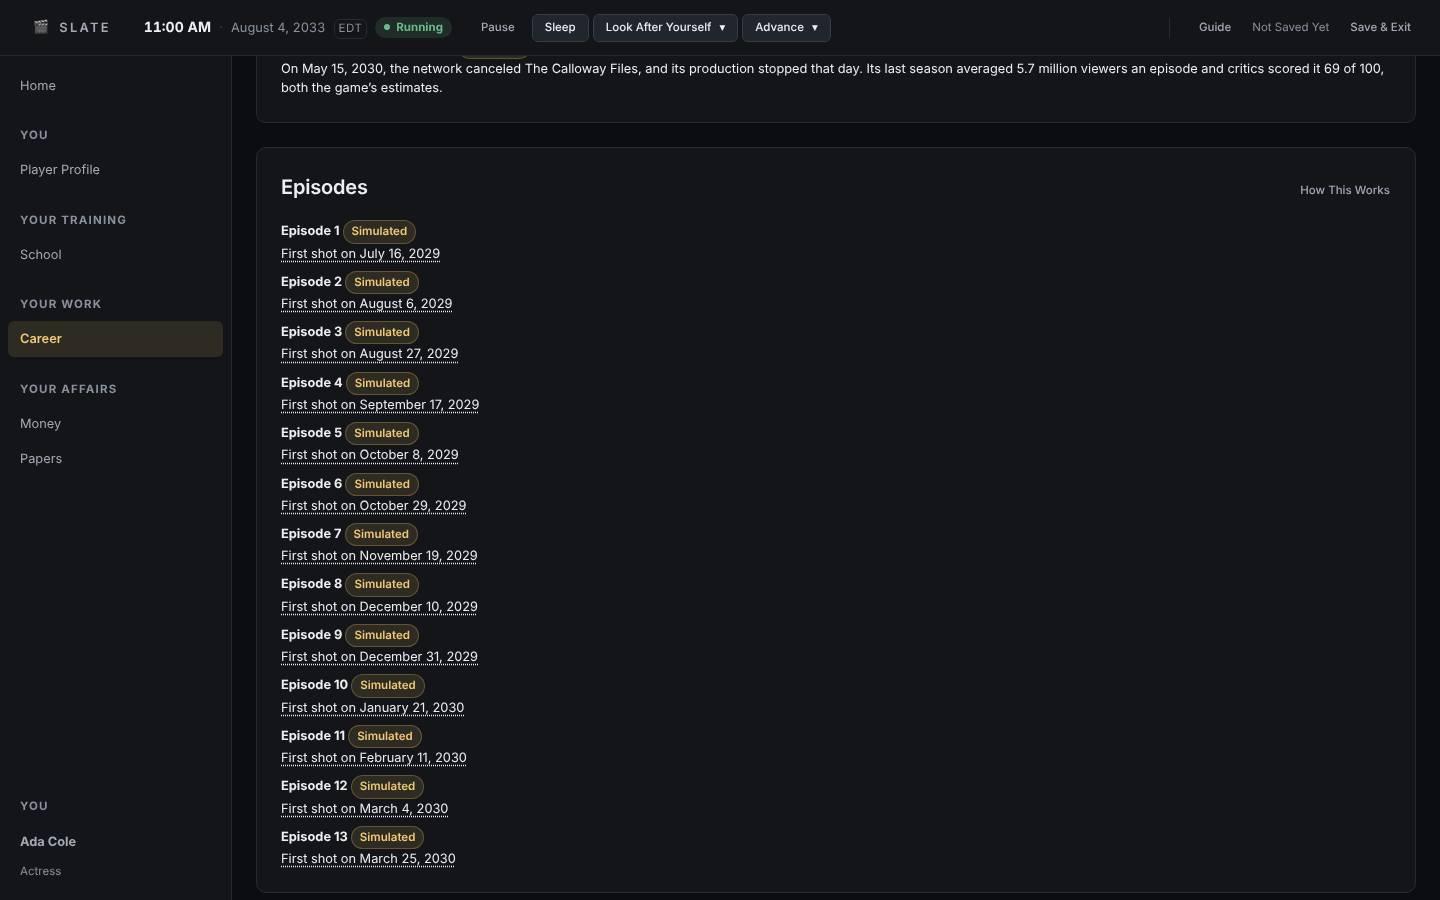 SLATE
11:00 AM · August 4, 2033 EDT Running Pause Sleep Look After Yourself ▾ Advance ▾ Guide Not Saved Yet Save & Exit
Home
YOU
Player Profile
YOUR TRAINING
School
YOUR WORK
Career
YOUR AFFAIRS
Money
Papers
YOU
Ada Cole
Actress
On May 15, 2030, the network canceled The Calloway Files, and its production stopped that day. Its last season averaged 5.7 million viewers an episode and critics scored it 69 of 100,
both the game's estimates.
Episodes
How This Works
Episode 1 Simulated
First shot on July 16, 2029
Episode 2 Simulated
First shot on August 6, 2029
Episode 3 Simulated
First shot on August 27, 2029
Episode 4 Simulated
First shot on September 17, 2029
Episode 5 Simulated
First shot on October 8, 2029
Episode 6 Simulated
First shot on October 29, 2029
Episode 7 Simulated
First shot on November 19, 2029
Episode 8 Simulated
First shot on December 10, 2029
Episode 9 Simulated
First shot on December 31, 2029
Episode 10 Simulated
First shot on January 21, 2030
Episode 11 Simulated
First shot on February 11, 2030
Episode 12 Simulated
First shot on March 4, 2030
Episode 13 Simulated
First shot on March 25, 2030